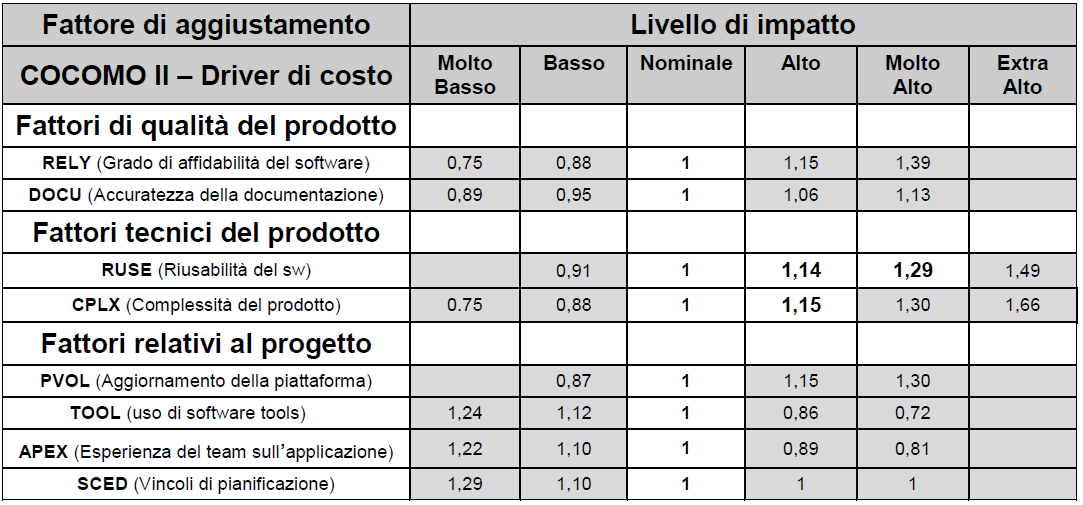 Fattore di aggiustamento Livello di impatto
COCOMO II – Driver di costo Molto Basso Basso Nominale Alto Molto Alto Extra Alto
Fattori di qualità del prodotto
RELY (Grado di affidabilità del software) 0,75 0,88 1 1,15 1,39
DOCU (Accuratezza della documentazione) 0,89 0,95 1 1,06 1,13
Fattori tecnici del prodotto
RUSE (Riusabilità del sw) 0,91 1 1,14 1,29 1,49
CPLX (Complessità del prodotto) 0.75 0,88 1 1,15 1,30 1,66
Fattori relativi al progetto
PVOL (Aggiornamento della piattaforma) 0,87 1 1,15 1,30
TOOL (uso di software tools) 1,24 1,12 1 0,86 0,72
APEX (Esperienza del team sull’applicazione) 1,22 1,10 1 0,89 0,81
SCED (Vincoli di pianificazione) 1,29 1,10 1 1 1